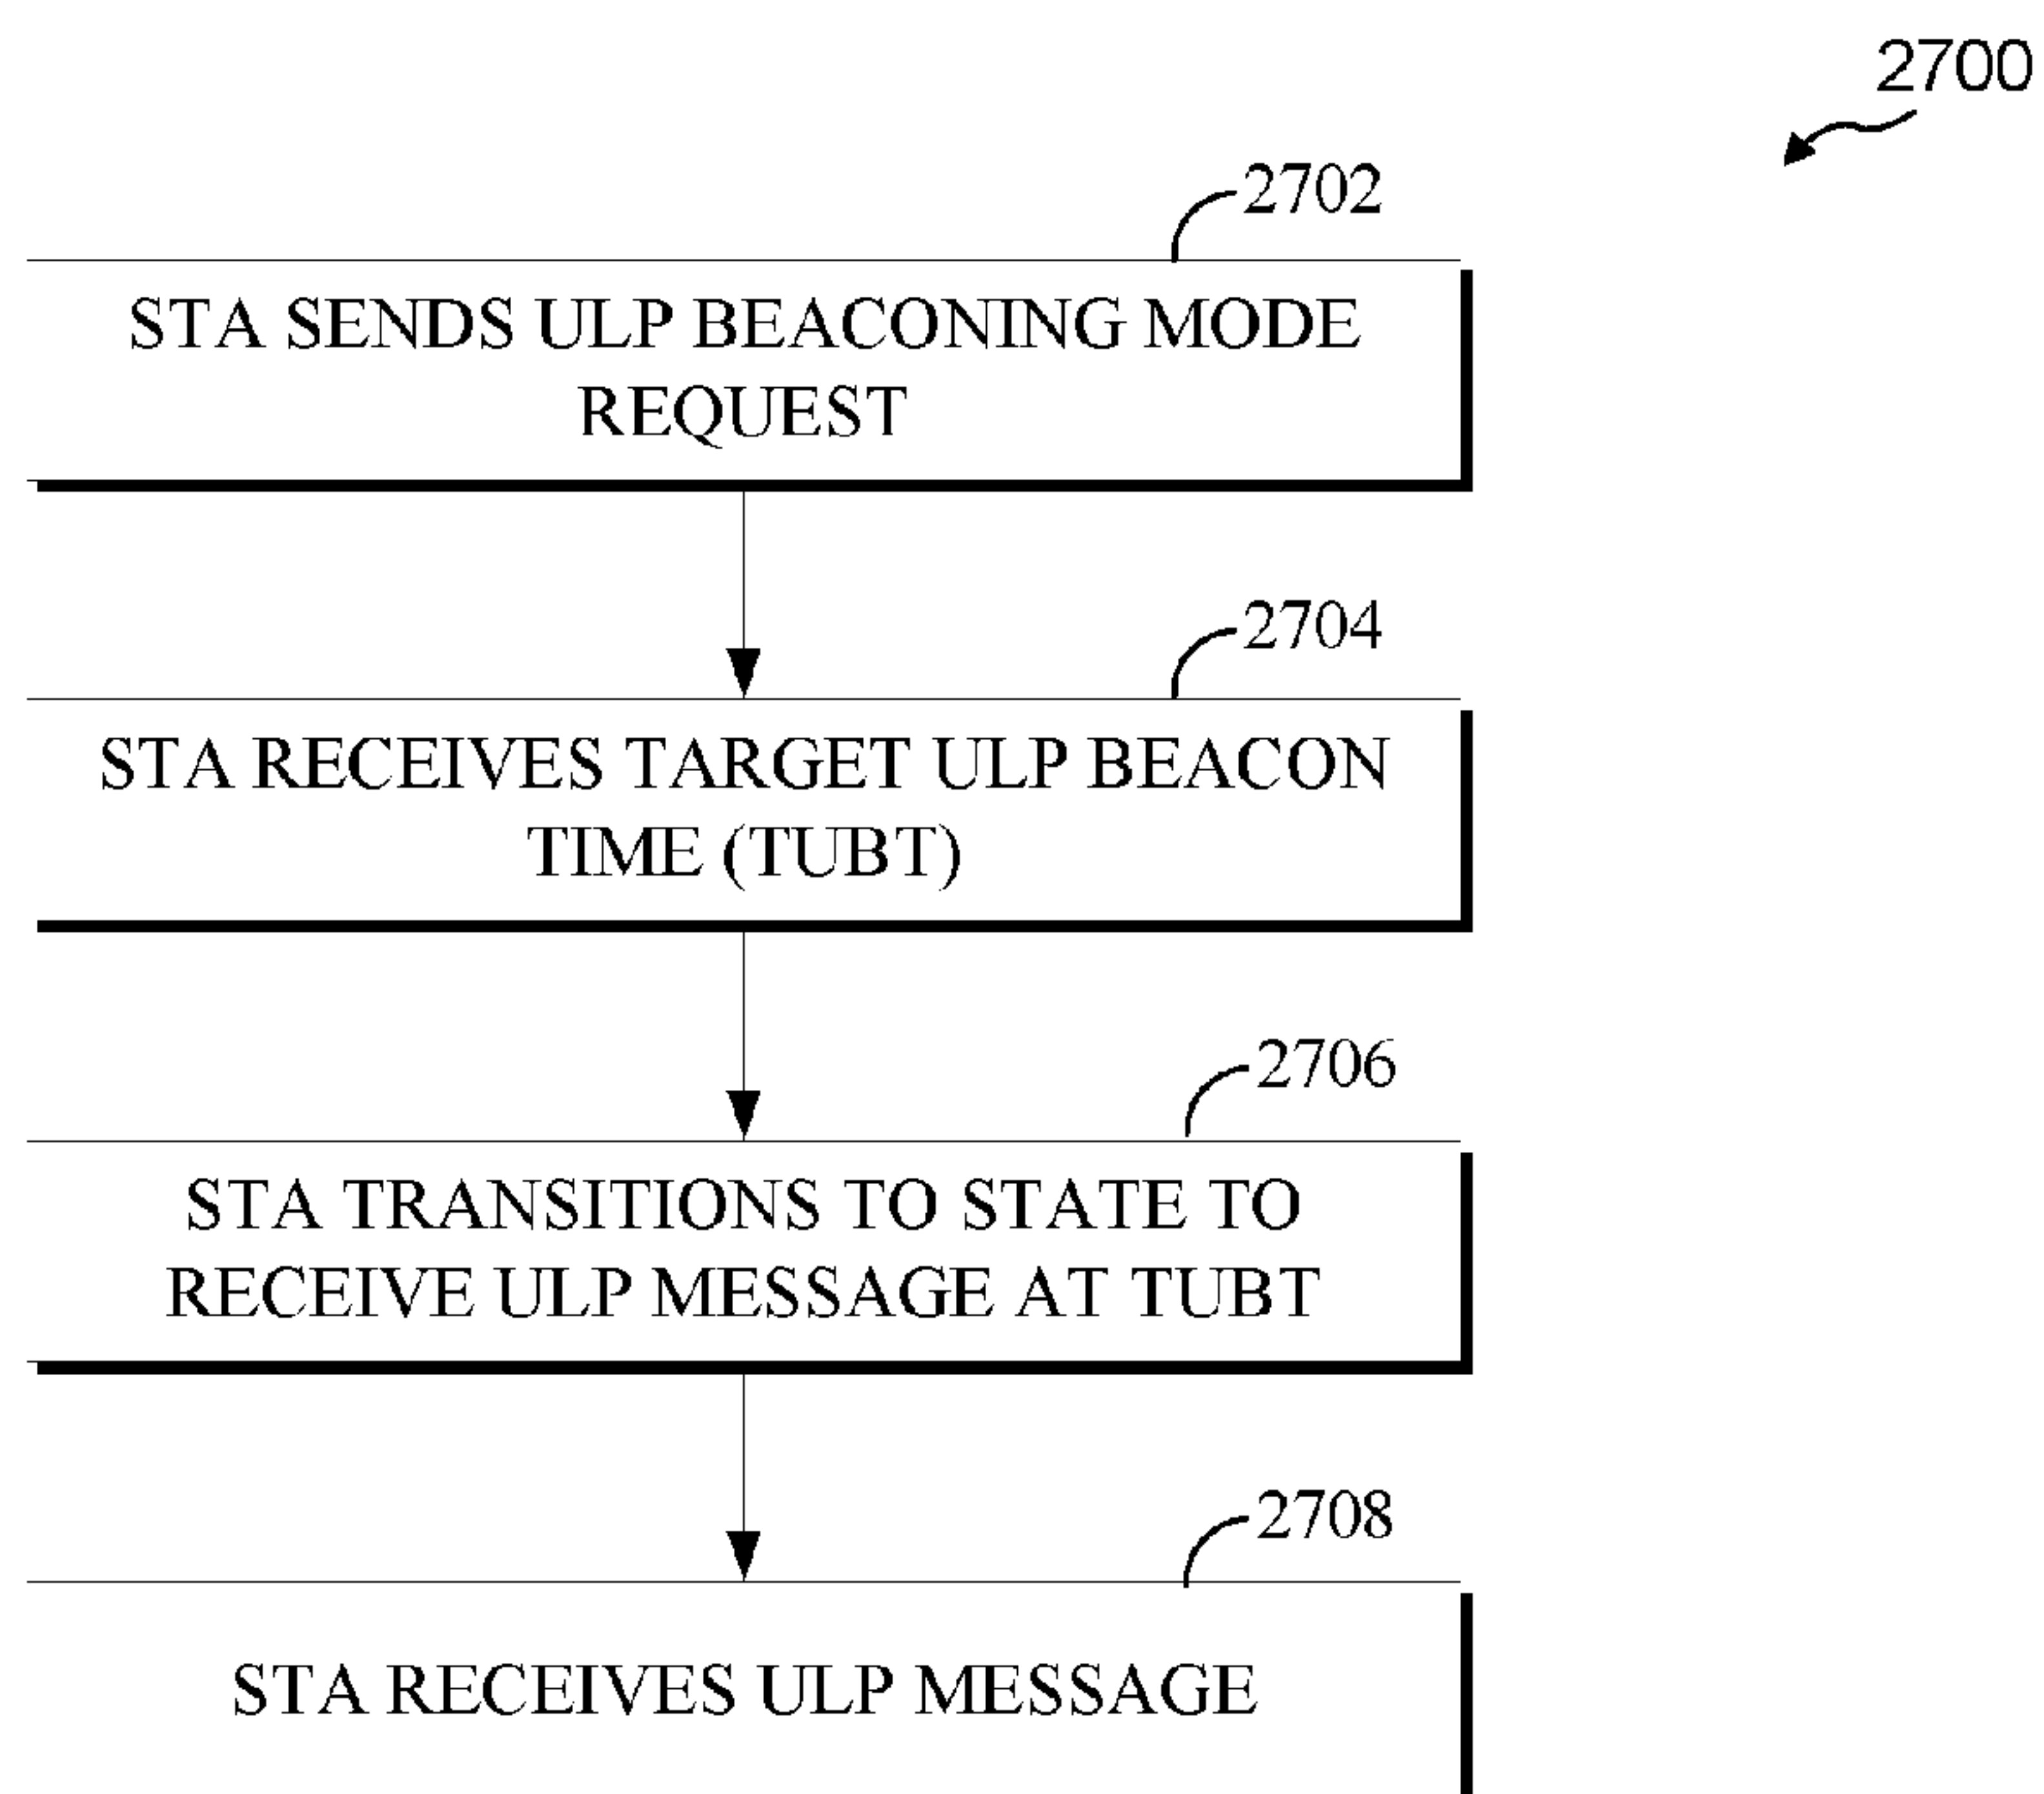 2700
2702
STA SENDS ULP BEACONING MODE
REQUEST
2704
STA RECEIVES TARGET ULP BEACON
TIME (TUBT)
2706
STA TRANSITIONS TO STATE TO
RECEIVE ULP MESSAGE AT TUBT
2708
STA RECEIVES ULP MESSAGE